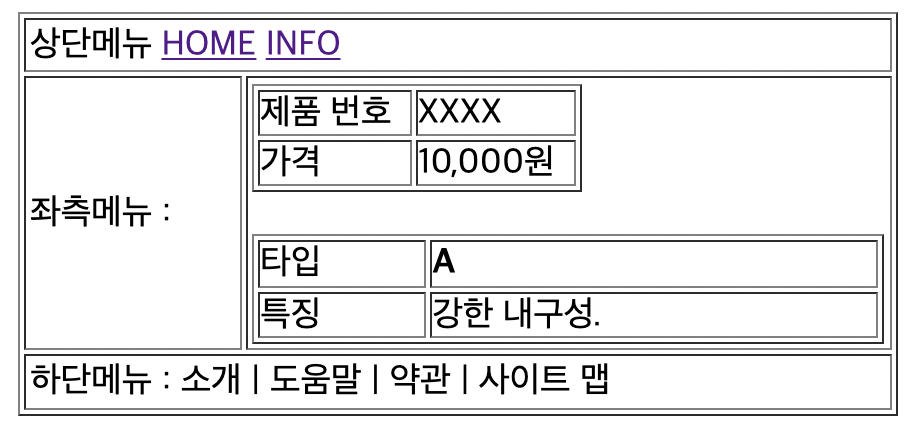 상단메뉴 HOME INFO
제품 번호 XXXX
가격 10,000원
좌측메뉴 :
타입 A
특징 강한 내구성.
하단메뉴 : 소개 | 도움말 | 약관 | 사이트 맵